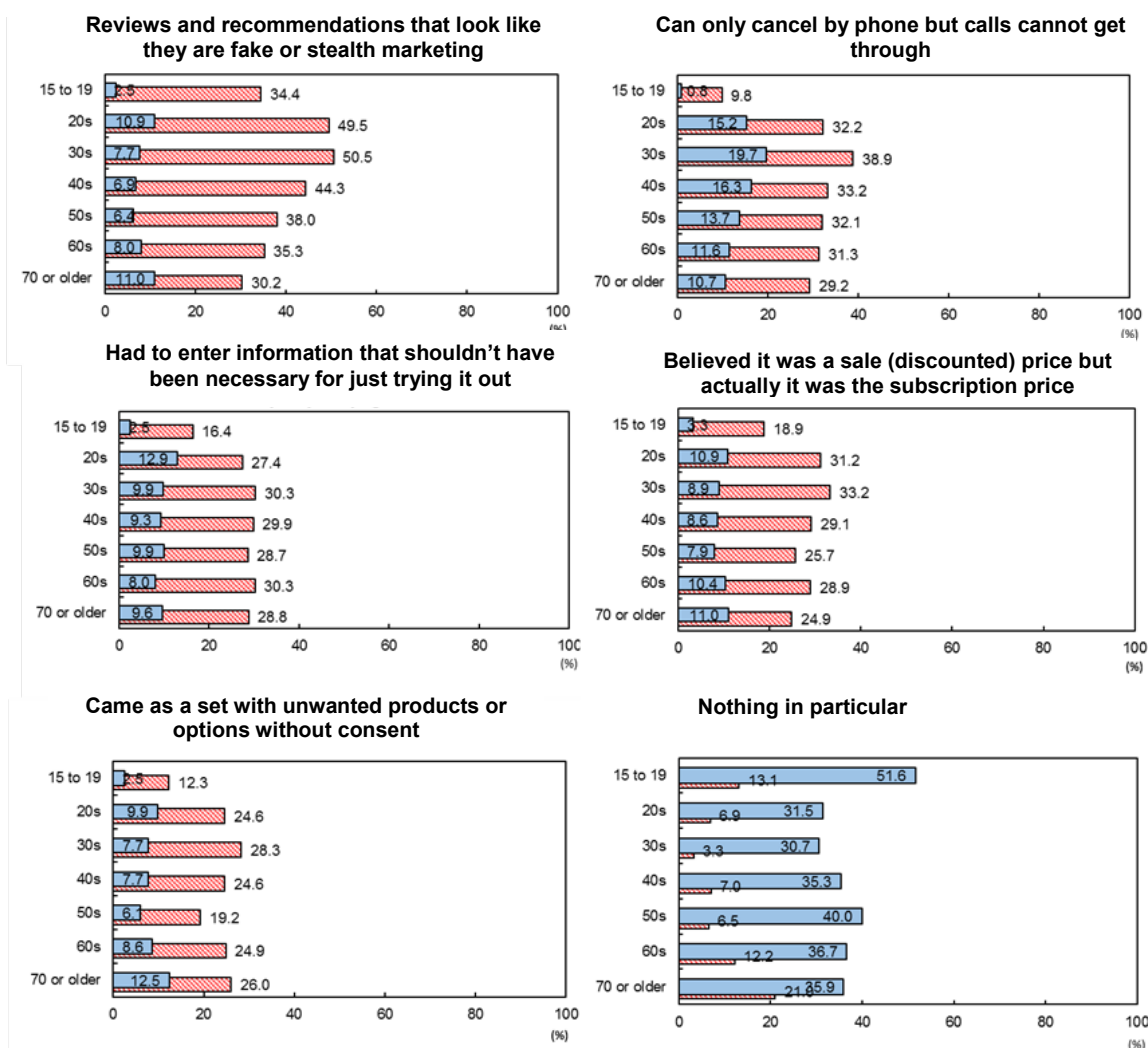 Reviews and recommendations that look like
they are fake or stealth marketing
15 to 19 2.5 34.4
20s 10.9 49.5
30s 7.7 50.5
40s 6.9 44.3
50s 6.4 38.0
60s 8.0 35.3
70 or older 11.0 30.2
0 20 40 60 80 100
(%)
Can only cancel by phone but calls cannot get
through
15 to 19 0.8 9.8
20s 15.2 32.2
30s 19.7 38.9
40s 16.3 33.2
50s 13.7 32.1
60s 11.6 31.3
70 or older 10.7 29.2
0 20 40 60 80 100
(%)
Had to enter information that shouldn’t have
been necessary for just trying it out
15 to 19 2.5 16.4
20s 12.9 27.4
30s 9.9 30.3
40s 9.3 29.9
50s 9.9 28.7
60s 8.0 30.3
70 or older 9.6 28.8
0 20 40 60 80 100
(%)
Believed it was a sale (discounted) price but
actually it was the subscription price
15 to 19 3.3 18.9
20s 10.9 31.2
30s 8.9 33.2
40s 8.6 29.1
50s 7.9 25.7
60s 10.4 28.9
70 or older 11.0 24.9
0 20 40 60 80 100
(%)
Came as a set with unwanted products or
options without consent
15 to 19 2.5 12.3
20s 9.9 24.6
30s 7.7 28.3
40s 7.7 24.6
50s 6.1 19.2
60s 8.6 24.9
70 or older 12.5 26.0
0 20 40 60 80 100
(%)
Nothing in particular
15 to 19 51.6
13.1
20s 31.5
6.9
30s 30.7
3.3
40s 35.3
7.0
50s 40.0
6.5
60s 36.7
12.2
70 or older 35.9
0 20 40 60 80 100
(%)